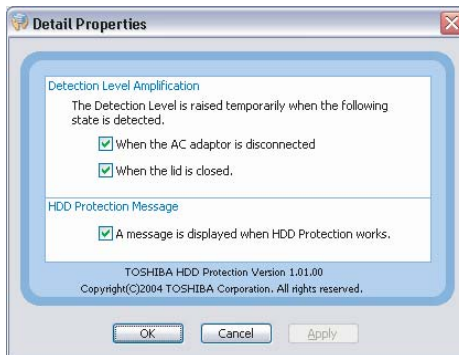 Detail Properties
Detection Level Amplification
The Detection Level is raised temporarily when the following
state is detected.
When the AC adaptor is disconnected
When the lid is closed.
HDD Protection Message
A message is displayed when HDD Protection works.
TOSHIBA HDD Protection Version 1.01.00
Copyright(C)2004 TOSHIBA Corporation. All rights reserved.
OK
Cancel
Apply